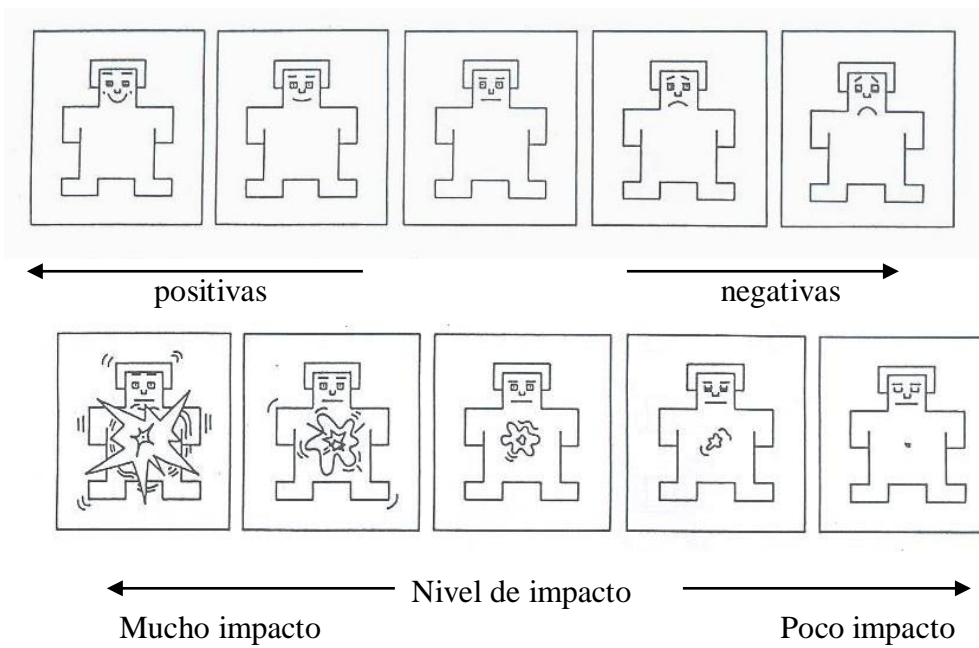 positivas negativas
Nivel de impacto
Mucho impacto Poco impacto